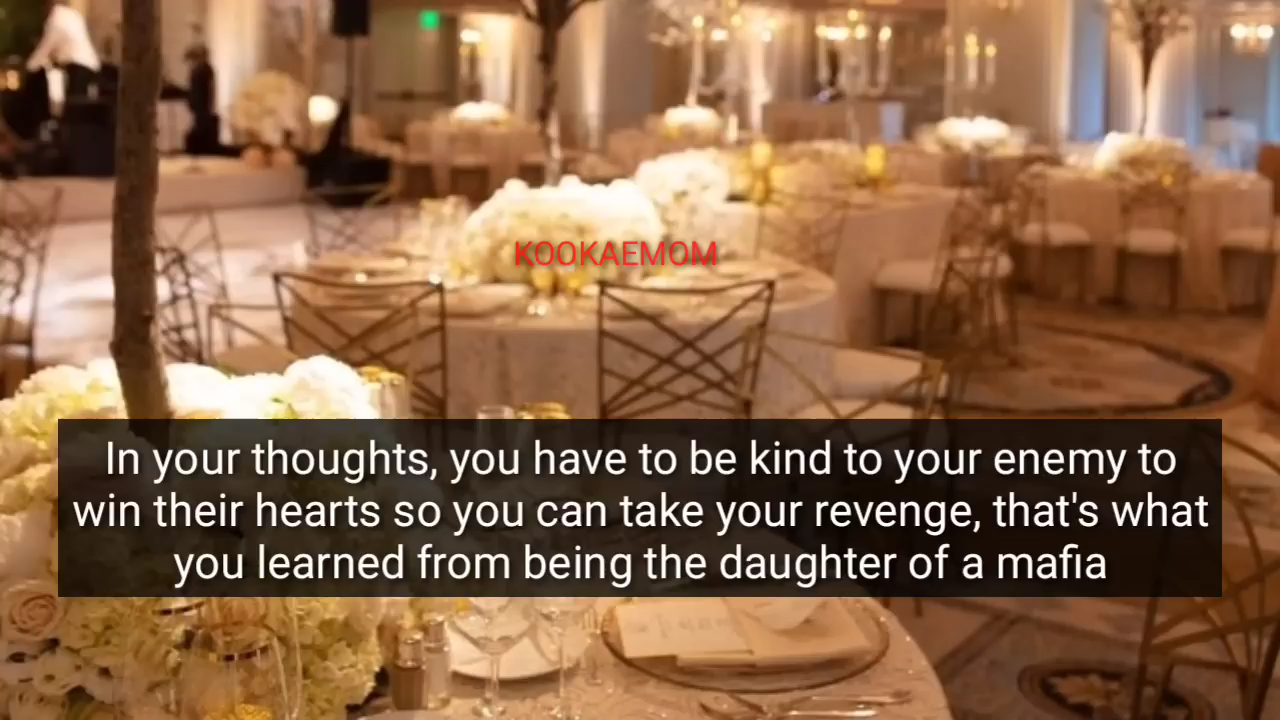 KOOKAEMOM
In your thoughts, you have to be kind to your enemy to
win their hearts so you can take your revenge, that's what
you learned from being the daughter of a mafia